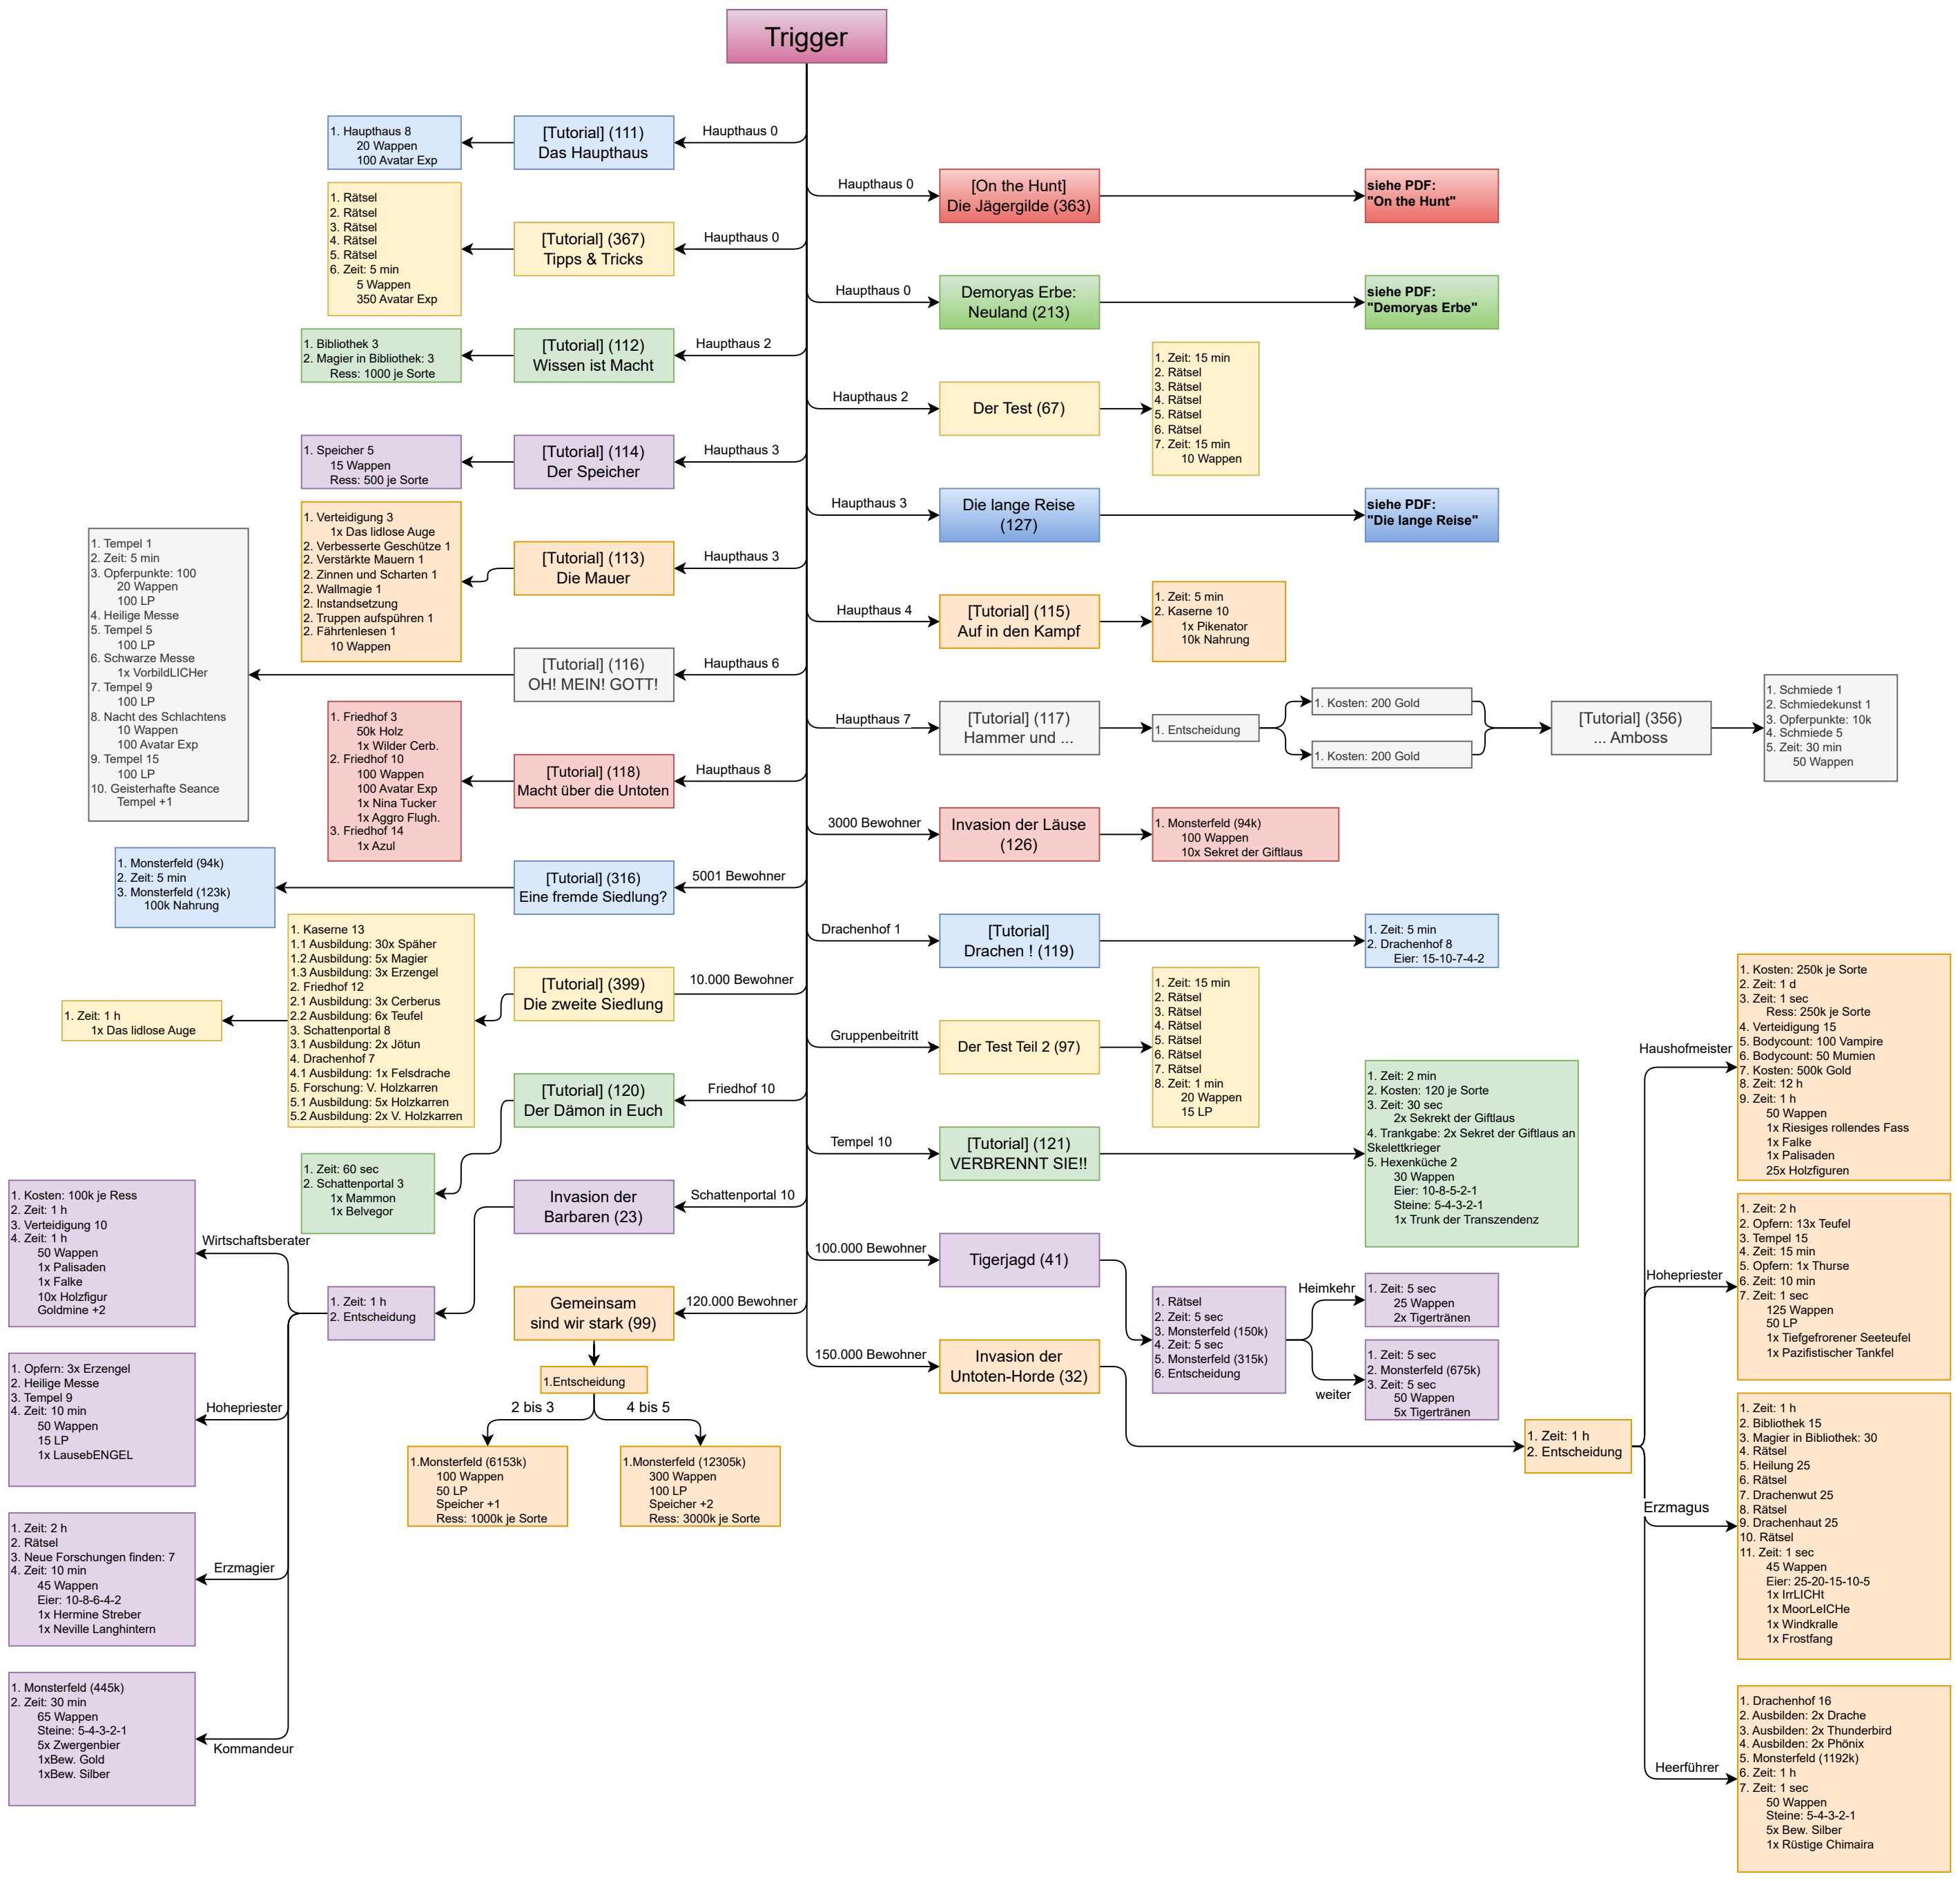 Trigger
Haupthaus 0
[Tutorial] (111)
Das Haupthaus
1. Haupthaus 8
20 Wappen
100 Avatar Exp
Haupthaus 0
[On the Hunt]
Die Jägergilde (363)
siehe PDF:
"On the Hunt"
Haupthaus 0
[Tutorial] (367)
Tipps & Tricks
1. Rätsel
2. Rätsel
3. Rätsel
4. Rätsel
5. Rätsel
6. Zeit: 5 min
5 Wappen
350 Avatar Exp
Haupthaus 0
Demoryas Erbe:
Neuland (213)
siehe PDF:
"Demoryas Erbe"
Haupthaus 2
[Tutorial] (112)
Wissen ist Macht
1. Bibliothek 3
2. Magier in Bibliothek: 3
Ress: 1000 je Sorte
Haupthaus 2
Der Test (67)
1. Zeit: 15 min
2. Rätsel
3. Rätsel
4. Rätsel
5. Rätsel
6. Rätsel
7. Zeit: 15 min
10 Wappen
Haupthaus 3
[Tutorial] (114)
Der Speicher
1. Speicher 5
15 Wappen
Ress: 500 je Sorte
Haupthaus 3
Die lange Reise
(127)
siehe PDF:
"Die lange Reise"
Haupthaus 3
[Tutorial] (113)
Die Mauer
1. Verteidigung 3
1x Das lidlose Auge
2. Verbesserte Geschütze 1
2. Verstärkte Mauern 1
2. Zinnen und Scharten 1
2. Wallmagie 1
2. Instandsetzung
2. Truppen aufspühren 1
2. Fährtenlesen 1
10 Wappen
Haupthaus 4
[Tutorial] (115)
Auf in den Kampf
1. Zeit: 5 min
2. Kaserne 10
1x Pikenator
10k Nahrung
Haupthaus 6
[Tutorial] (116)
OH! MEIN! GOTT!
1. Tempel 1
2. Zeit: 5 min
3. Opferpunkte: 100
20 Wappen
100 LP
4. Heilige Messe
5. Tempel 5
100 LP
6. Schwarze Messe
1x VorbildLICHer
7. Tempel 9
100 LP
8. Nacht des Schlachtens
10 Wappen
100 Avatar Exp
9. Tempel 15
100 LP
10. Geisterhafte Seance
Tempel +1
Haupthaus 7
[Tutorial] (117)
Hammer und ...
1. Entscheidung
1. Kosten: 200 Gold
1. Kosten: 200 Gold
[Tutorial] (356)
... Amboss
1. Schmiede 1
2. Schmiedekunst 1
3. Opferpunkte: 10k
4. Schmiede 5
5. Zeit: 30 min
50 Wappen
Haupthaus 8
[Tutorial] (118)
Macht über die Untoten
1. Friedhof 3
50k Holz
1x Wilder Cerb.
2. Friedhof 10
100 Wappen
100 Avatar Exp
1x Nina Tucker
1x Aggro Flugh.
3. Friedhof 14
1x Azul
3000 Bewohner
Invasion der Läuse
(126)
1. Monsterfeld (94k)
100 Wappen
10x Sekret der Giftlaus
5001 Bewohner
[Tutorial] (316)
Eine fremde Siedlung?
1. Monsterfeld (94k)
2. Zeit: 5 min
3. Monsterfeld (123k)
100k Nahrung
Drachenhof 1
[Tutorial]
Drachen ! (119)
1. Zeit: 5 min
2. Drachenhof 8
Eier: 15-10-7-4-2
10.000 Bewohner
[Tutorial] (399)
Die zweite Siedlung
1. Kaserne 13
1.1 Ausbildung: 30x Späher
1.2 Ausbildung: 5x Magier
1.3 Ausbildung: 3x Erzengel
2. Friedhof 12
2.1 Ausbildung: 3x Cerberus
2.2 Ausbildung: 6x Teufel
3. Schattenportal 8
3.1 Ausbildung: 2x Jötun
4. Drachenhof 7
4.1 Ausbildung: 1x Felsdrache
5. Forschung: V. Holzkarren
5.1 Ausbildung: 5x Holzkarren
5.2 Ausbildung: 2x V. Holzkarren
1. Zeit: 1 h
1x Das lidlose Auge
Gruppenbeitritt
Der Test Teil 2 (97)
1. Zeit: 15 min
2. Rätsel
3. Rätsel
4. Rätsel
5. Rätsel
6. Rätsel
7. Rätsel
8. Zeit: 1 min
20 Wappen
15 LP
Friedhof 10
[Tutorial] (120)
Der Dämon in Euch
1. Zeit: 60 sec
2. Schattenportal 3
1x Mammon
1x Belvegor
Tempel 10
[Tutorial] (121)
VERBRENNT SIE!!
1. Zeit: 2 min
2. Kosten: 120 je Sorte
3. Zeit: 30 sec
2x Sekrekt der Giftlaus
4. Trankgabe: 2x Sekret der Giftlaus an
Skelettkrieger
5. Hexenküche 2
30 Wappen
Eier: 10-8-5-2-1
Steine: 5-4-3-2-1
1x Trunk der Transzendenz
Schattenportal 10
Invasion der
Barbaren (23)
1. Zeit: 1 h
2. Entscheidung
Wirtschaftsberater
1. Kosten: 100k je Ress
2. Zeit: 1 h
3. Verteidigung 10
4. Zeit: 1 h
50 Wappen
1x Palisaden
1x Falke
10x Holzfigur
Goldmine +2
Hohepriester
1. Opfern: 3x Erzengel
2. Heilige Messe
3. Tempel 9
4. Zeit: 10 min
50 Wappen
15 LP
1x LausebENGEL
Erzmagier
1. Zeit: 2 h
2. Rätsel
3. Neue Forschungen finden: 7
4. Zeit: 10 min
45 Wappen
Eier: 10-8-6-4-2
1x Hermine Streber
1x Neville Langhintern
Kommandeur
1. Monsterfeld (445k)
2. Zeit: 30 min
65 Wappen
Steine: 5-4-3-2-1
5x Zwergenbier
1xBew. Gold
1xBew. Silber
100.000 Bewohner
Tigerjagd (41)
1. Rätsel
2. Zeit: 5 sec
3. Monsterfeld (150k)
4. Zeit: 5 sec
5. Monsterfeld (315k)
6. Entscheidung
Heimkehr
1. Zeit: 5 sec
25 Wappen
2x Tigertränen
weiter
1. Zeit: 5 sec
2. Monsterfeld (675k)
3. Zeit: 5 sec
50 Wappen
5x Tigertränen
120.000 Bewohner
Gemeinsam
sind wir stark (99)
1.Entscheidung
2 bis 3
4 bis 5
1.Monsterfeld (6153k)
100 Wappen
50 LP
Speicher +1
Ress: 1000k je Sorte
1.Monsterfeld (12305k)
300 Wappen
100 LP
Speicher +2
Ress: 3000k je Sorte
150.000 Bewohner
Invasion der
Untoten-Horde (32)
1. Zeit: 1 h
2. Entscheidung
Haushofmeister
1. Kosten: 250k je Sorte
2. Zeit: 1 d
3. Zeit: 1 sec
Ress: 250k je Sorte
4. Verteidigung 15
5. Bodycount: 100 Vampire
6. Bodycount: 50 Mumien
7. Kosten: 500k Gold
8. Zeit: 12 h
9. Zeit: 1 h
50 Wappen
1x Riesiges rollendes Fass
1x Falke
1x Palisaden
25x Holzfiguren
Hohepriester
1. Zeit: 2 h
2. Opfern: 13x Teufel
3. Tempel 15
4. Zeit: 15 min
5. Opfern: 1x Thurse
6. Zeit: 10 min
7. Zeit: 1 sec
125 Wappen
50 LP
1x Tiefgefrorener Seeteufel
1x Pazifistischer Tankfel
Erzmagus
1. Zeit: 1 h
2. Bibliothek 15
3. Magier in Bibliothek: 30
4. Rätsel
5. Heilung 25
6. Rätsel
7. Drachenwut 25
8. Rätsel
9. Drachenhaut 25
10. Rätsel
11. Zeit: 1 sec
45 Wappen
Eier: 25-20-15-10-5
1x IrrLICHt
1x MoorLeICHe
1x Windkralle
1x Frostfang
Heerführer
1. Drachenhof 16
2. Ausbilden: 2x Drache
3. Ausbilden: 2x Thunderbird
4. Ausbilden: 2x Phönix
5. Monsterfeld (1192k)
6. Zeit: 1 h
7. Zeit: 1 sec
50 Wappen
Steine: 5-4-3-2-1
5x Bew. Silber
1x Rüstige Chimaira